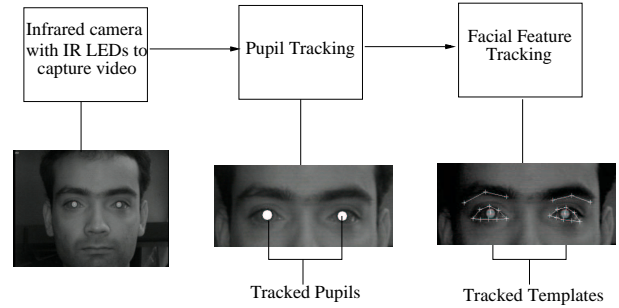 Infrared camera
with IR LEDs to
capture video
Pupil Tracking
Facial Feature
Tracking
Tracked Pupils
Tracked Templates